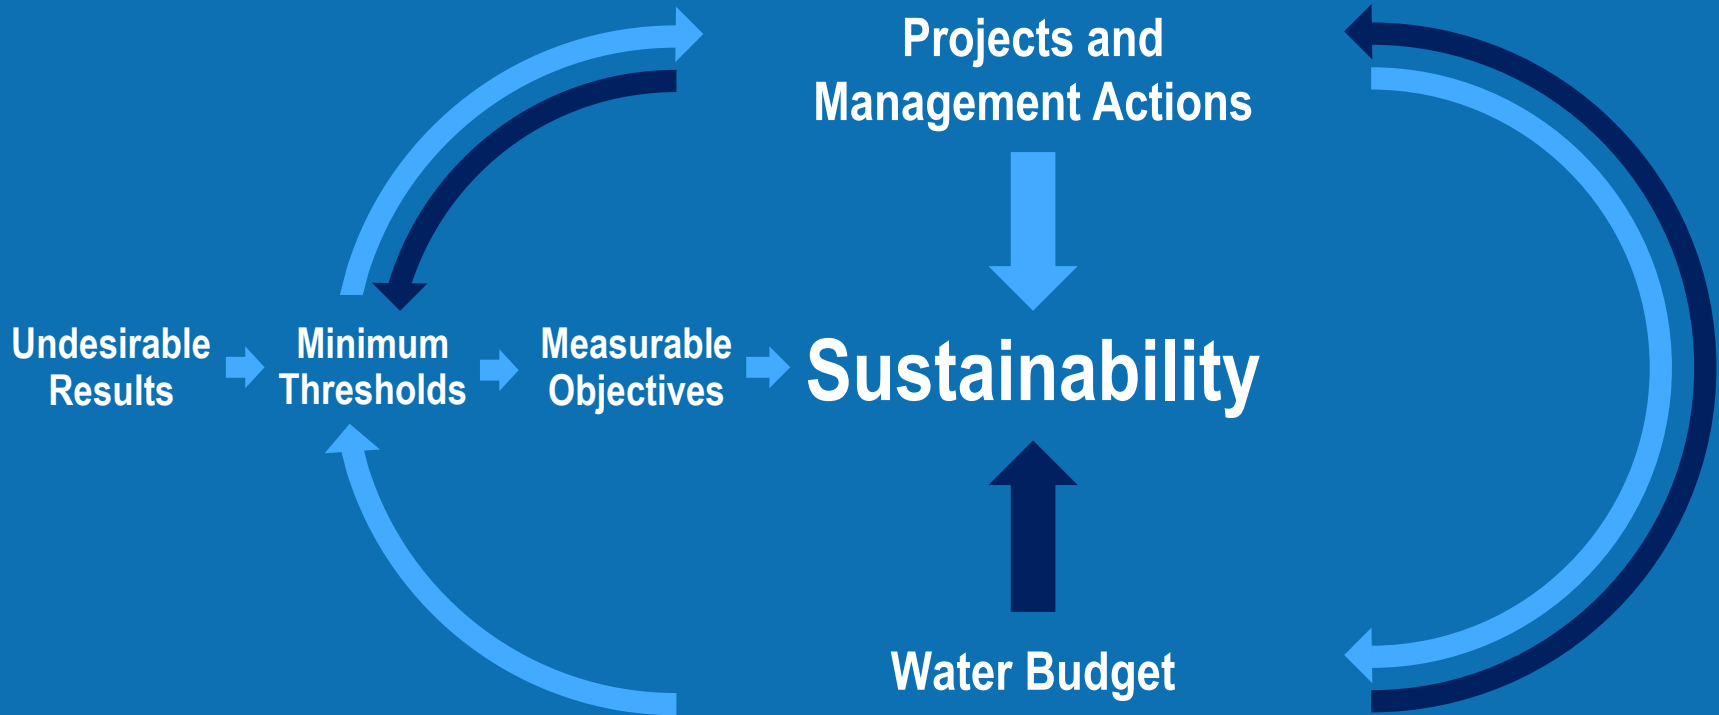 Projects and
Management Actions
Undesirable
Results
Minimum
Thresholds
Measurable
Objectives
Sustainability
Water Budget